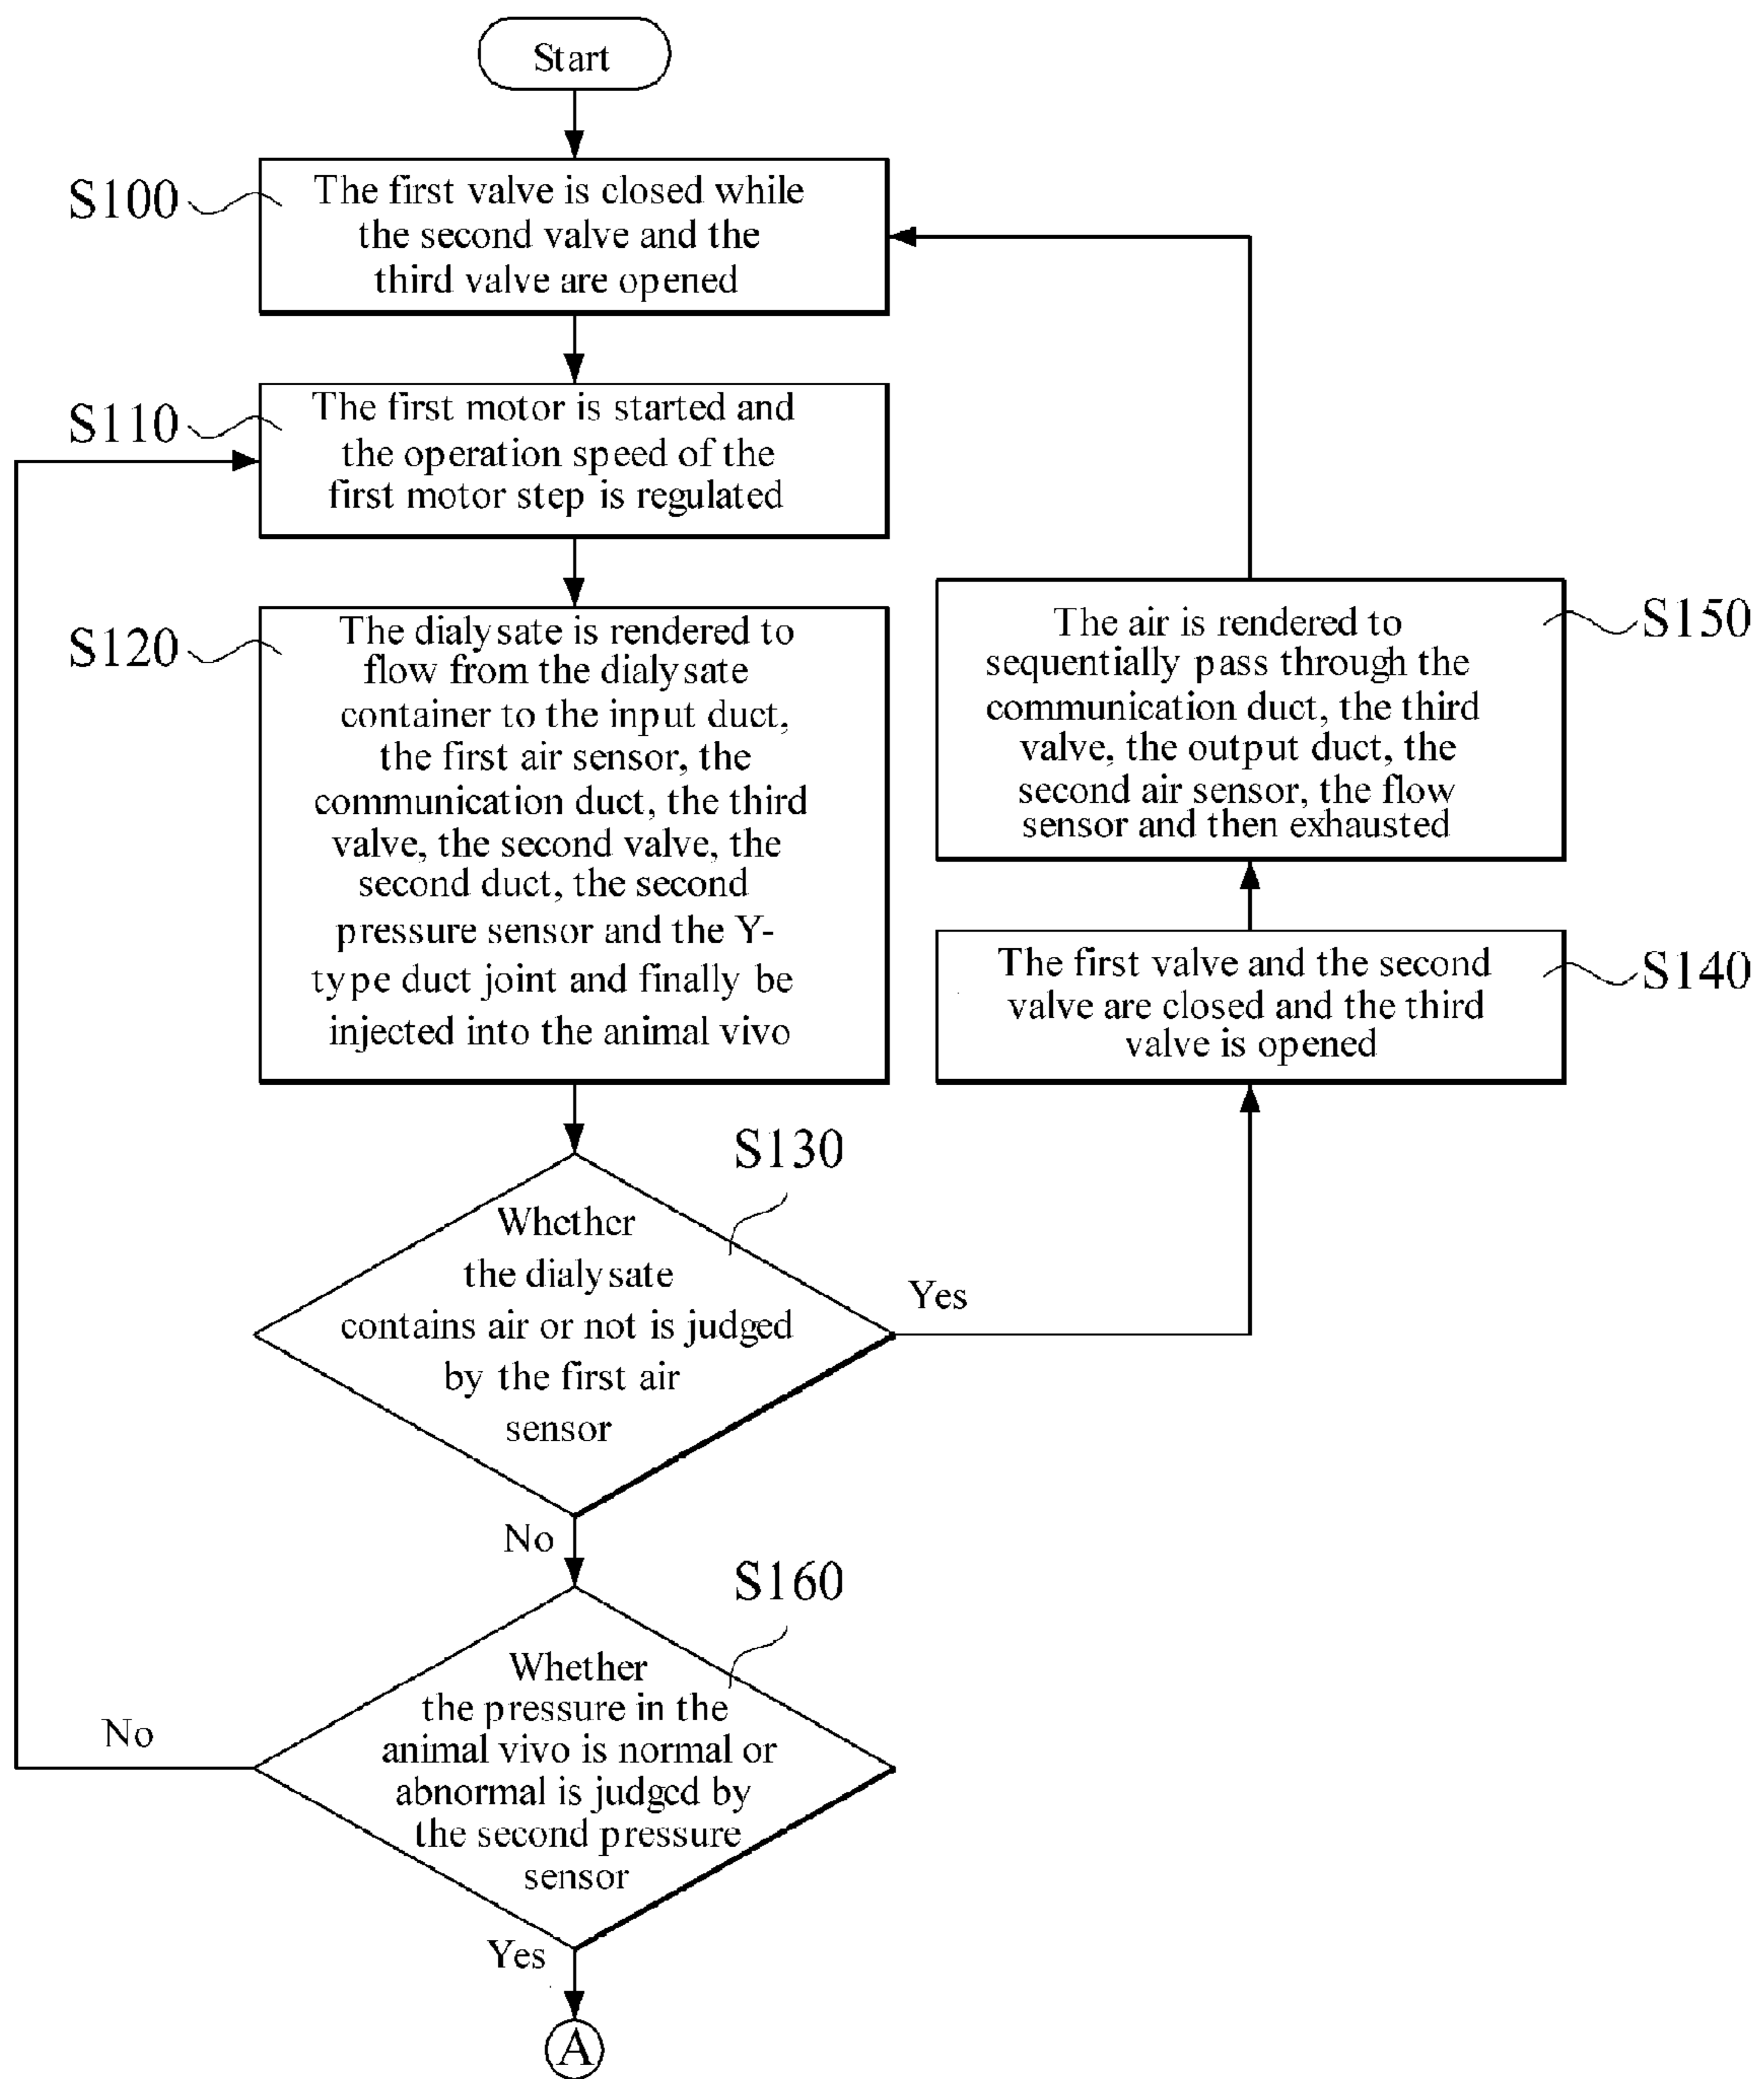 Start
S100
The first valve is closed while
the second valve and the
third valve are opened
S110
The first motor is started and
the operation speed of the
first motor step is regulated
S120
The dialysate is rendered to
flow from the dialysate
container to the input duct,
the first air sensor, the
communication duct, the third
valve, the second valve, the
second duct, the second
pressure sensor and the Y-
type duct joint and finally be
injected into the animal vivo
S150
The air is rendered to
sequentially pass through the
communication duct, the third
valve, the output duct, the
second air sensor, the flow
sensor and then exhausted
S140
The first valve and the second
valve are closed and the third
valve is opened
S130
Whether
the dialysate
contains air or not is judged
by the first air
sensor
Yes
No
S160
Whether
the pressure in the
animal vivo is normal or
abnormal is judged by
the second pressure
sensor
No
Yes
A